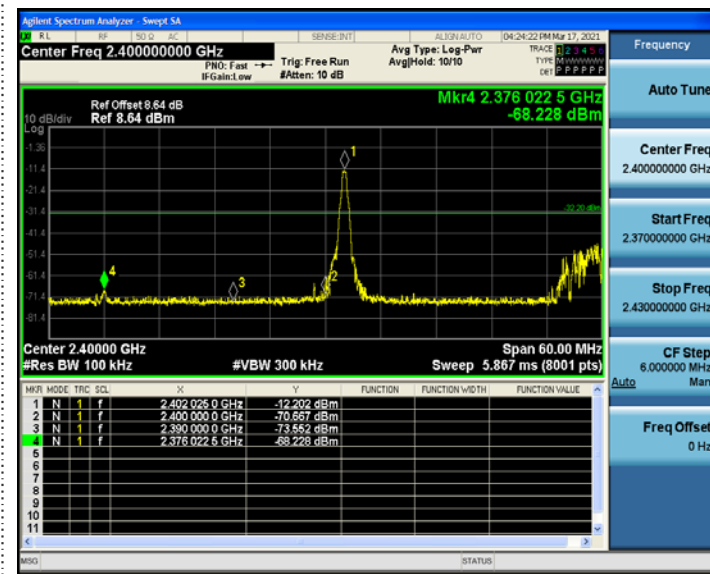 Agilent Spectrum Analyzer - Swept SA
RL RF 50 Ω AC SENSE:INT ALIGNAUTO 04:24:22 PM Mar 17, 2021
Center Freq 2.400000000 GHz Avg Type: Log-Pwr TRACE 1 2 3 4 5 6
PNO: Fast Trig: Free Run Avg|Hold: 10/10 TYPE MWWWWW
IFGain:Low #Atten: 10 dB DET P P P P P P
Ref Offset 8.64 dB Mkr4 2.376 022 5 GHz
10 dB/div Ref 8.64 dBm -68.228 dBm
Log
-1.36
1
-11.4
-21.4
-31.4
-32.20 dBm
-41.4
-51.4
-61.4
4
3
2
-71.4
-81.4
Center 2.40000 GHz Span 60.00 MHz
#Res BW 100 kHz #VBW 300 kHz Sweep 5.867 ms (8001 pts)
MKR MODE TRC SCL X Y FUNCTION FUNCTION WIDTH FUNCTION VALUE
1 N 1 f 2.402 025 0 GHz -12.202 dBm
2 N 1 f 2.400 000 0 GHz -70.667 dBm
3 N 1 f 2.390 000 0 GHz -73.552 dBm
4 N 1 f 2.376 022 5 GHz -68.228 dBm
5
6
7
8
9
10
11
MSG STATUS
Frequency
Auto Tune
Center Freq
2.400000000 GHz
Start Freq
2.370000000 GHz
Stop Freq
2.430000000 GHz
CF Step
6.000000 MHz
Auto Man
Freq Offset
0 Hz